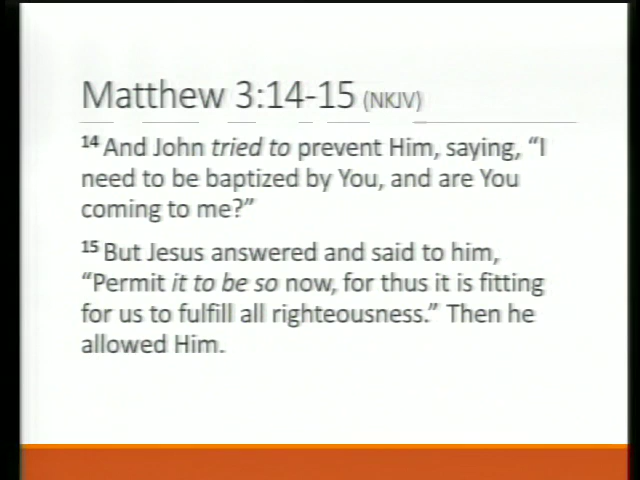 Matthew 3:14-15 (NKJV)
14 And John tried to prevent Him, saying, “I
need to be baptized by You, and are You
coming to me?”
15 But Jesus answered and said to him,
“Permit it to be so now, for thus it is fitting
for us to fulfill all righteousness.” Then he
allowed Him.